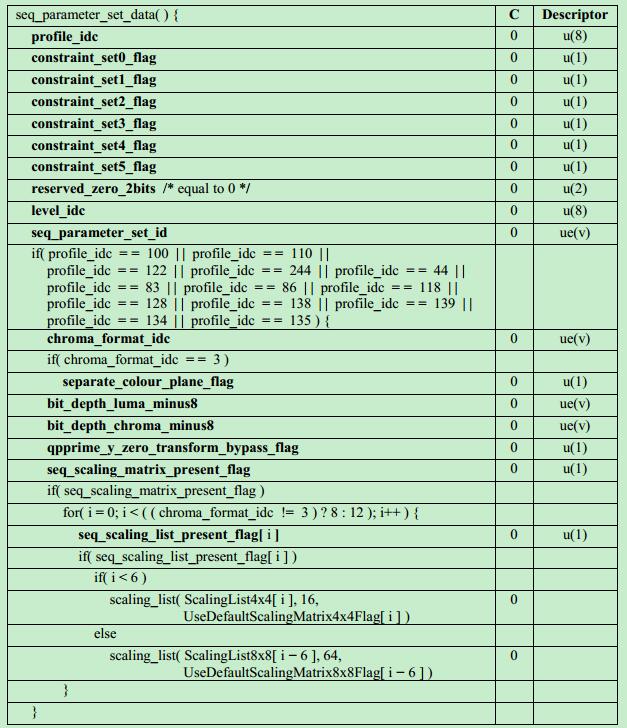 seq_parameter_set_data( ) { C Descriptor
profile_idc 0 u(8)
constraint_set0_flag 0 u(1)
constraint_set1_flag 0 u(1)
constraint_set2_flag 0 u(1)
constraint_set3_flag 0 u(1)
constraint_set4_flag 0 u(1)
constraint_set5_flag 0 u(1)
reserved_zero_2bits /* equal to 0 */ 0 u(2)
level_idc 0 u(8)
seq_parameter_set_id 0 ue(v)
if( profile_idc = = 100 | | profile_idc = = 110 | |
profile_idc = = 122 | | profile_idc = = 244 | | profile_idc = = 44 | |
profile_idc = = 83 | | profile_idc = = 86 | | profile_idc = = 118 | |
profile_idc = = 128 | | profile_idc = = 138 | | profile_idc = = 139 | |
profile_idc = = 134 | | profile_idc = = 135 ) {
chroma_format_idc 0 ue(v)
if( chroma_format_idc = = 3 )
separate_colour_plane_flag 0 u(1)
bit_depth_luma_minus8 0 ue(v)
bit_depth_chroma_minus8 0 ue(v)
qpprime_y_zero_transform_bypass_flag 0 u(1)
seq_scaling_matrix_present_flag 0 u(1)
if( seq_scaling_matrix_present_flag )
for( i = 0; i < ( ( chroma_format_idc != 3 ) ? 8 : 12 ); i++ ) {
seq_scaling_list_present_flag[ i ] 0 u(1)
if( seq_scaling_list_present_flag[ i ] )
if( i < 6 )
scaling_list( ScalingList4x4[ i ], 16, 0
UseDefaultScalingMatrix4x4Flag[ i ] )
else
scaling_list( ScalingList8x8[ i − 6 ], 64, 0
UseDefaultScalingMatrix8x8Flag[ i − 6 ] )
}
}